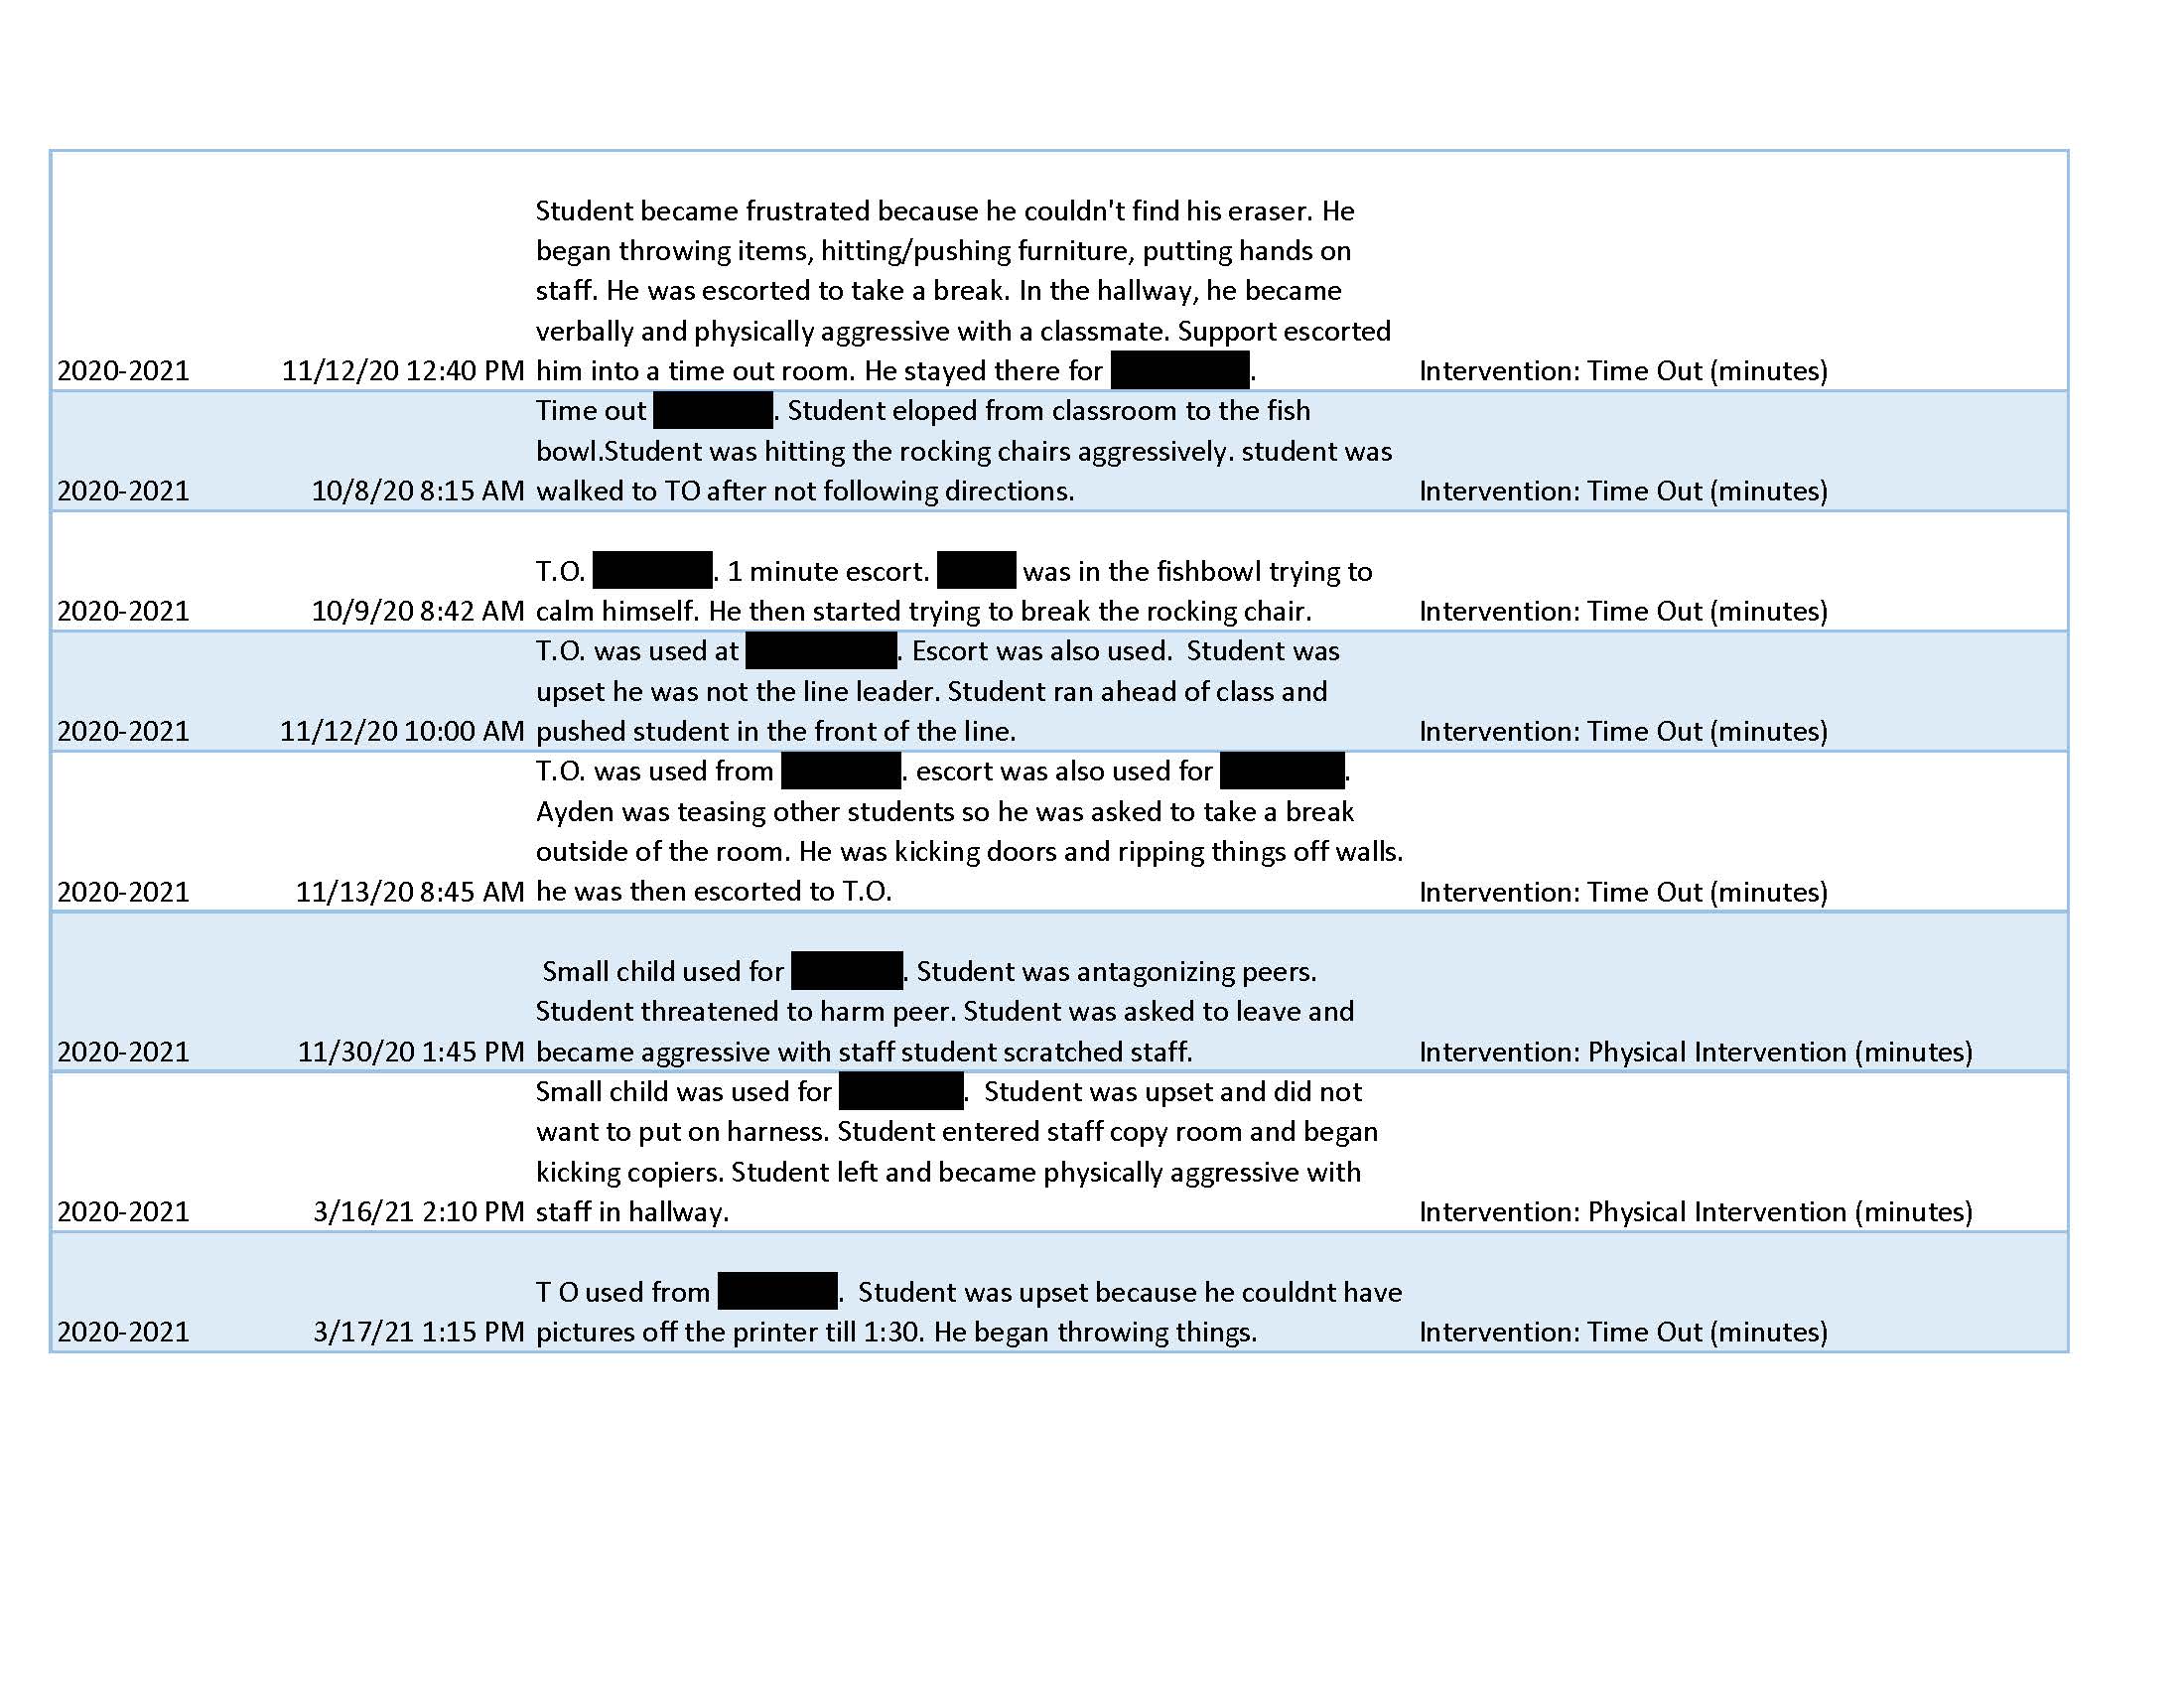 Student became frustrated because he couldn't find his eraser. He
began throwing items, hitting/pushing furniture, putting hands on
staff. He was escorted to take a break. In the hallway, he became
verbally and physically aggressive with a classmate. Support escorted
2020-2021 11/12/20 12:40 PM him into a time out room. He stayed there for . Intervention: Time Out (minutes)
Time out . Student eloped from classroom to the fish
bowl.Student was hitting the rocking chairs aggressively. student was
2020-2021 10/8/20 8:15 AM walked to TO after not following directions. Intervention: Time Out (minutes)
T.O. . 1 minute escort. was in the fishbowl trying to
2020-2021 10/9/20 8:42 AM calm himself. He then started trying to break the rocking chair. Intervention: Time Out (minutes)
T.O. was used at . Escort was also used.  Student was
upset he was not the line leader. Student ran ahead of class and
2020-2021 11/12/20 10:00 AM pushed student in the front of the line. Intervention: Time Out (minutes)
T.O. was used from . escort was also used for .
Ayden was teasing other students so he was asked to take a break
outside of the room. He was kicking doors and ripping things off walls.
2020-2021 11/13/20 8:45 AM he was then escorted to T.O. Intervention: Time Out (minutes)
Small child used for . Student was antagonizing peers.
Student threatened to harm peer. Student was asked to leave and
2020-2021 11/30/20 1:45 PM became aggressive with staff student scratched staff. Intervention: Physical Intervention (minutes)
Small child was used for .  Student was upset and did not
want to put on harness. Student entered staff copy room and began
kicking copiers. Student left and became physically aggressive with
2020-2021 3/16/21 2:10 PM staff in hallway. Intervention: Physical Intervention (minutes)
T O used from .  Student was upset because he couldnt have
2020-2021 3/17/21 1:15 PM pictures off the printer till 1:30. He began throwing things. Intervention: Time Out (minutes)